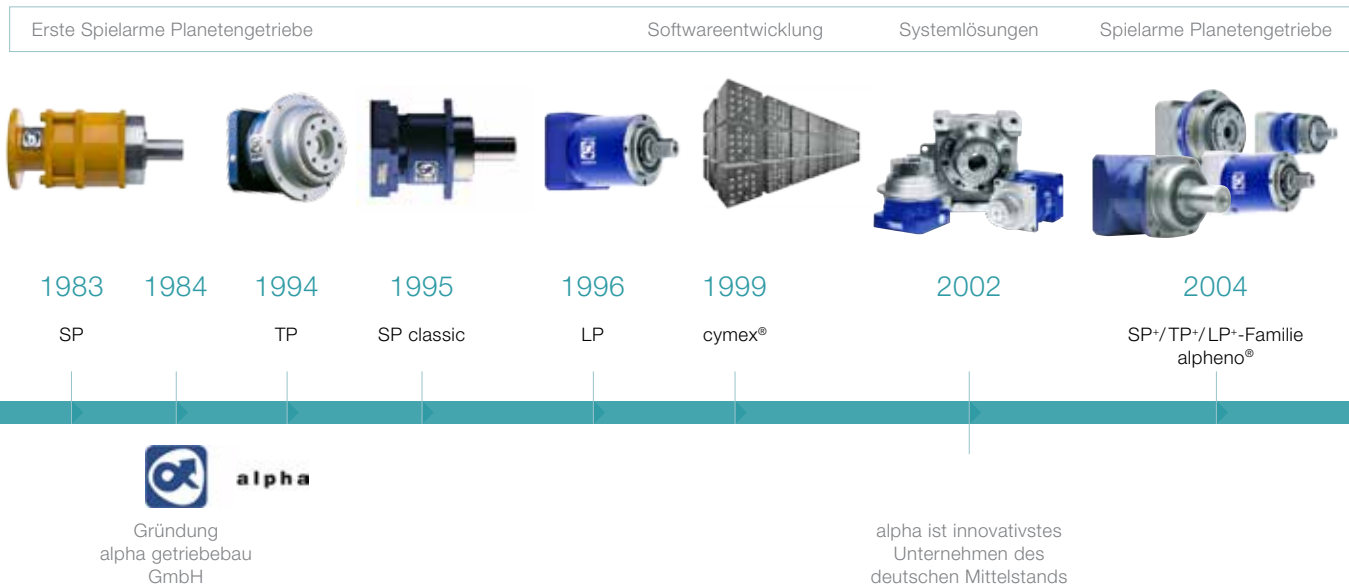 Erste Spielarme Planetengetriebe Softwareentwicklung Systemlösungen Spielarme Planetengetriebe
1983 1984 1994 1995 1996 1999 2002 2004
SP TP SP classic LP cymex® SP⁺/TP⁺/LP⁺-Familie
alpheno®
alpha
Gründung
alpha getriebebau
GmbH
alpha ist innovativstes
Unternehmen des
deutschen Mittelstands